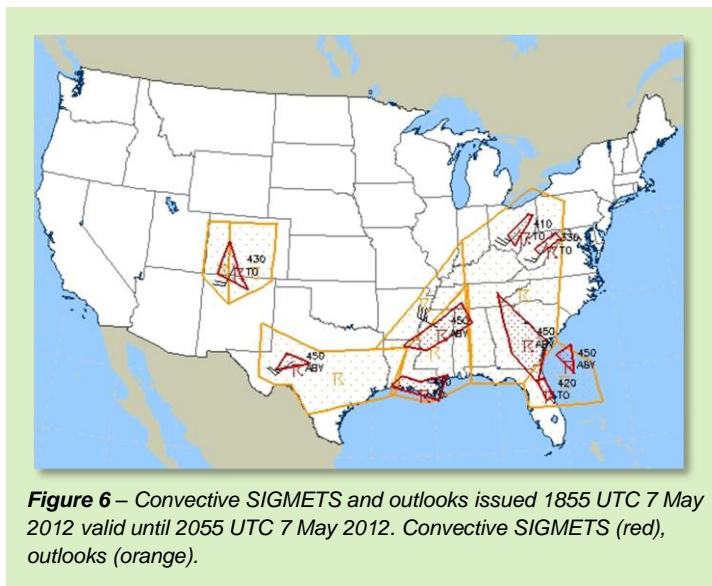 410
TO
330
TO
430
TO
450
ABY
450
ABY
450
ABY
450
ABY
420
TO
Figure 6 – Convective SIGMETS and outlooks issued 1855 UTC 7 May
2012 valid until 2055 UTC 7 May 2012. Convective SIGMETS (red),
outlooks (orange).